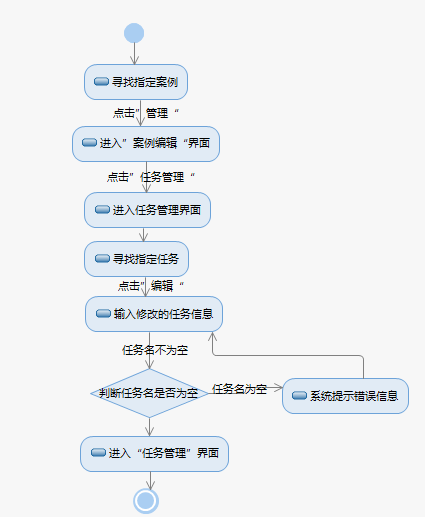 寻找指定案例
点击”管理“
进入”案例编辑“界面
点击”任务管理“
进入任务管理界面
寻找指定任务
点击”编辑“
输入修改的任务信息
任务名不为空
判断任务名是否为空
任务名为空
系统提示错误信息
进入“任务管理”界面